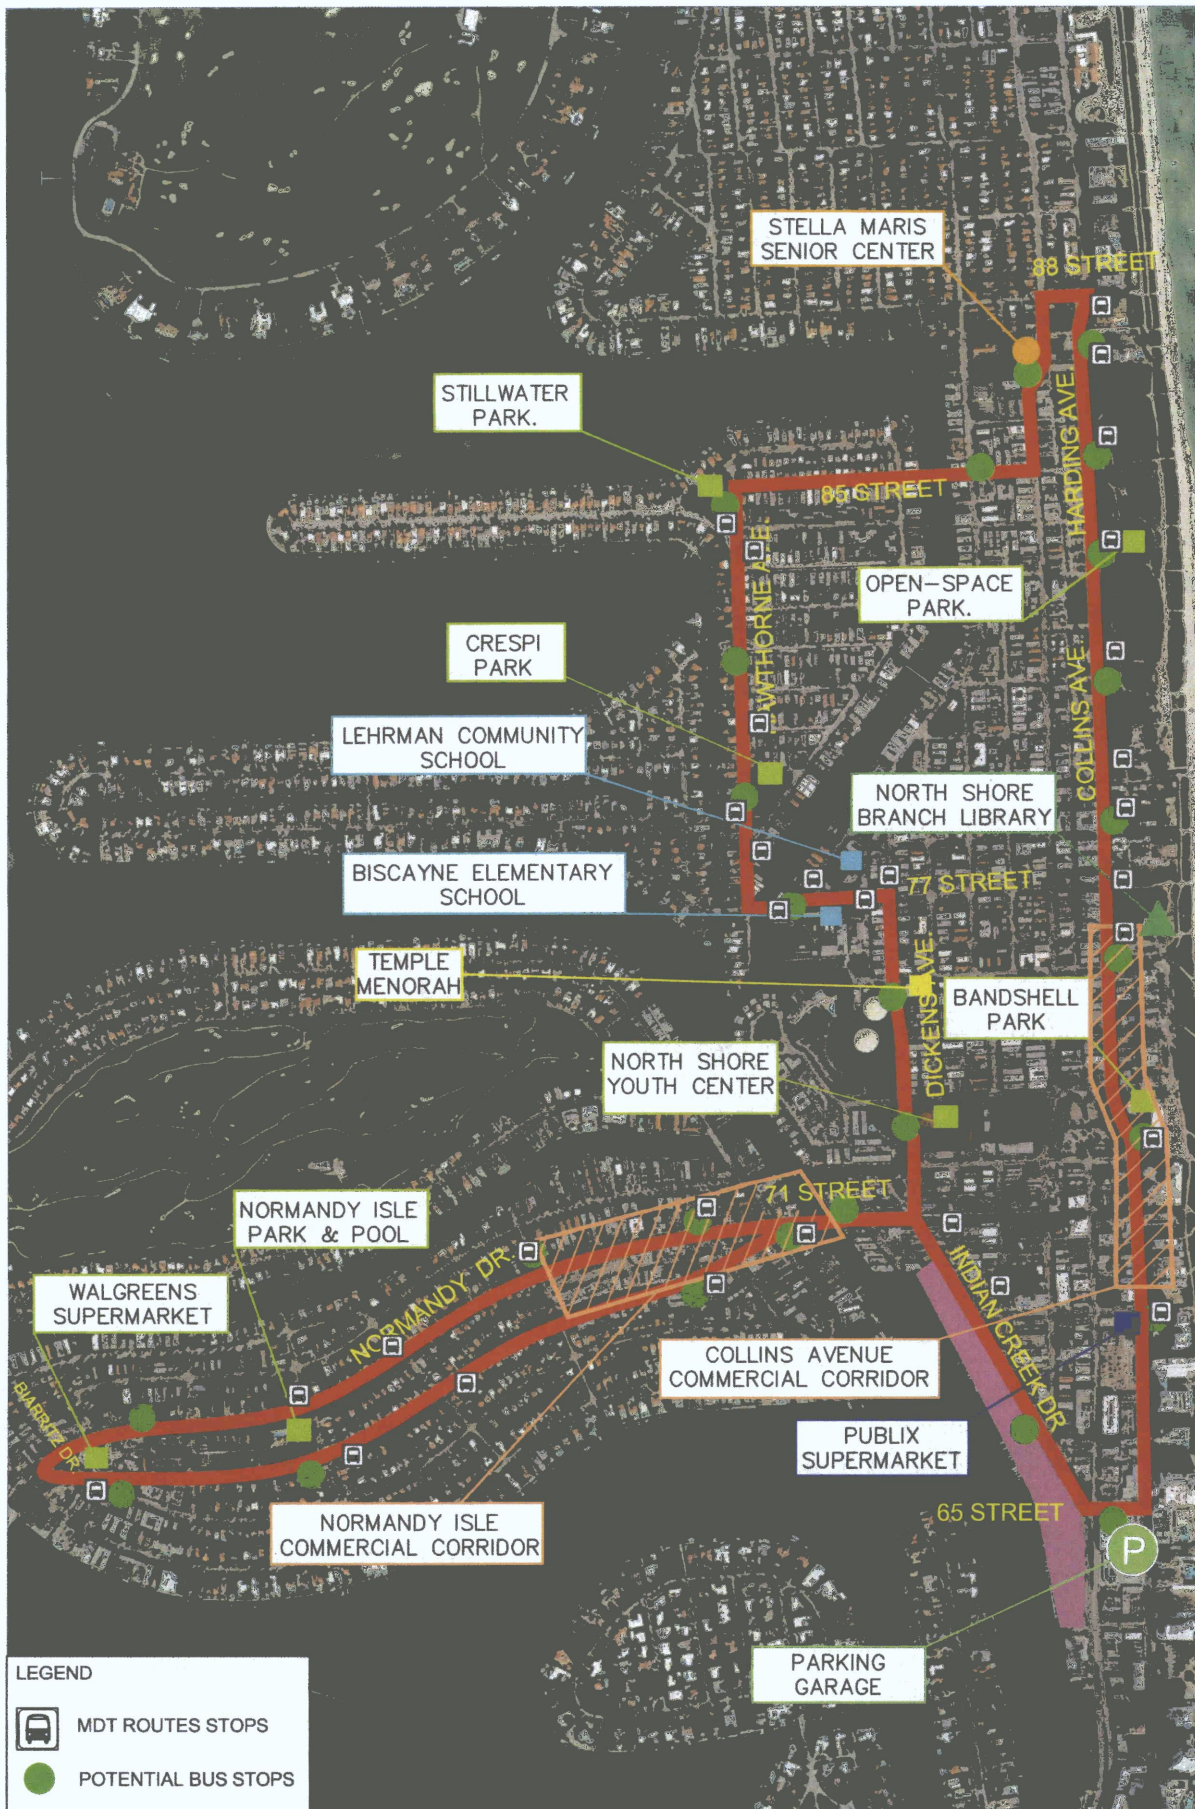 STELLA MARIS
SENIOR CENTER
88 STREET
STILLWATER
PARK.
85 STREET
HARDING AVE.
OPEN-SPACE
PARK.
CRESPI
PARK
COLLINS AVE.
LEHRMAN COMMUNITY
SCHOOL
NORTH SHORE
BRANCH LIBRARY
BISCAYNE ELEMENTARY
SCHOOL
77 STREET
TEMPLE
MENORAH
DICKENS AVE.
BANDSHELL
PARK
NORTH SHORE
YOUTH CENTER
71 STREET
NORMANDY ISLE
PARK & POOL
NORMANDY DR.
INDIAN CREEK DR
WALGREENS
SUPERMARKET
COLLINS AVENUE
COMMERCIAL CORRIDOR
BIARRITZ DR.
PUBLIX
SUPERMARKET
NORMANDY ISLE
COMMERCIAL CORRIDOR
65 STREET
P
PARKING
GARAGE
LEGEND
MDT ROUTES STOPS
POTENTIAL BUS STOPS